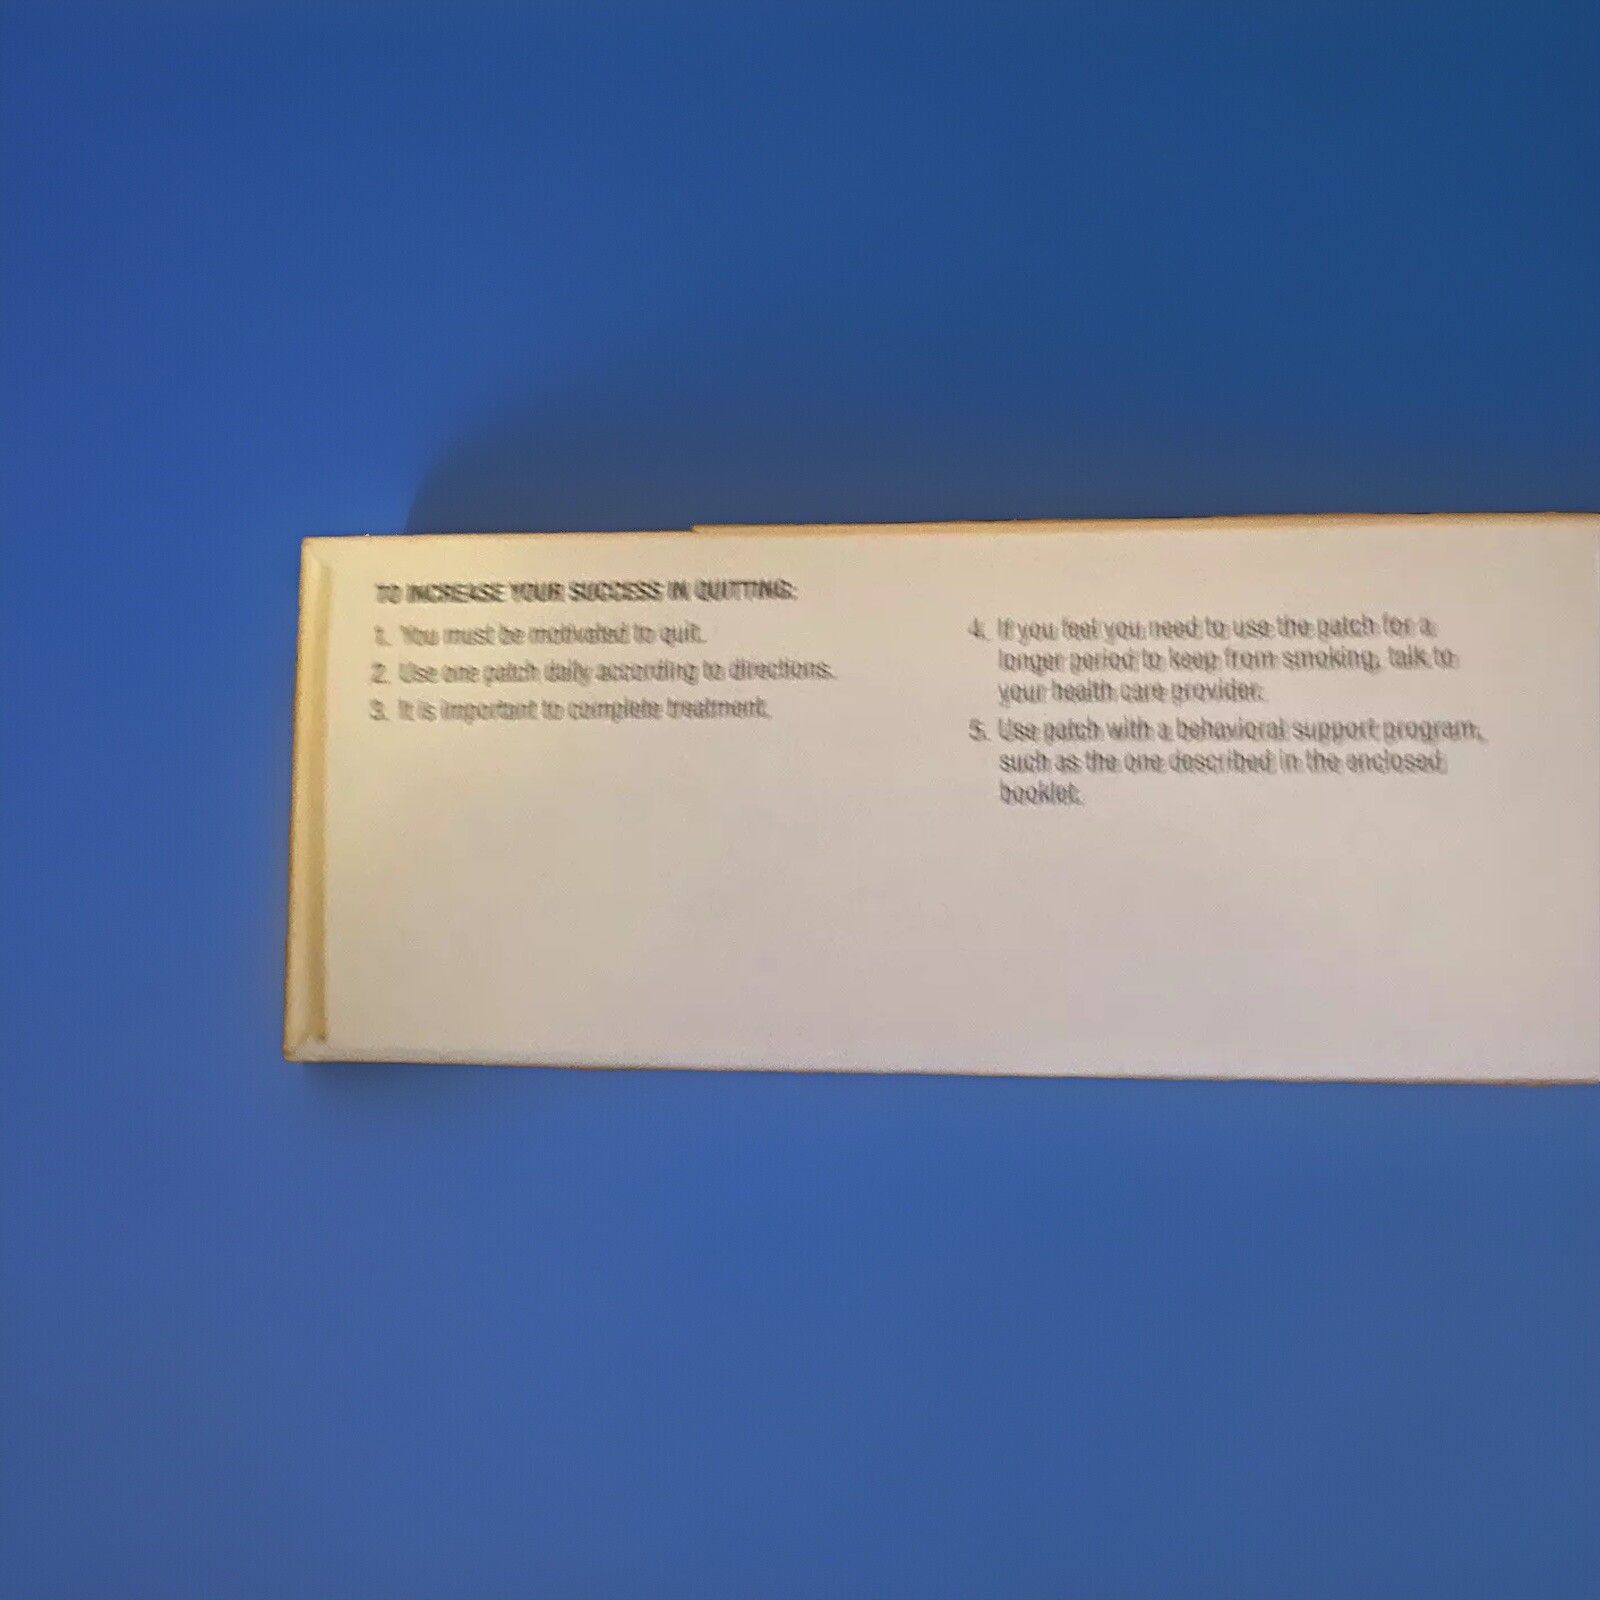 TO INCREASE YOUR SUCCESS IN QUITTING:
1. You must be motivated to quit.
2. Use one patch daily according to directions.
3. It is important to complete treatment.
4. If you feel you need to use the patch for a
longer period to keep from smoking, talk to
your health care provider.
5. Use patch with a behavioral support program,
such as the one described in the enclosed
booklet.